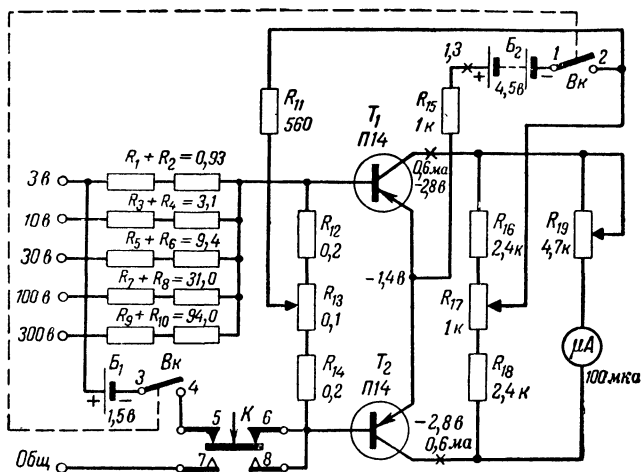 1,3
Б₂
1
2
+
−
4,5в
Вк
R₁₁
560
T₁
П14
R₁₅
1к
R₁ + R₂ = 0,93
3в
0,6ма
−2,8в
R₃ + R₄ = 3,1
10в
R₅ + R₆ = 9,4
30в
R₇ + R₈ = 31,0
100в
R₉ + R₁₀ = 94,0
300в
R₁₂
0,2
R₁₃
0,1
R₁₄
0,2
−1,4в
R₁₆
2,4к
R₁₇
1к
R₁₈
2,4к
R₁₉
4,7к
μA
100мка
Б₁
3
Вк
4
+
−
1,5в
T₂
П14
−2,8в
0,6ма
5
К
6
7
8
Общ